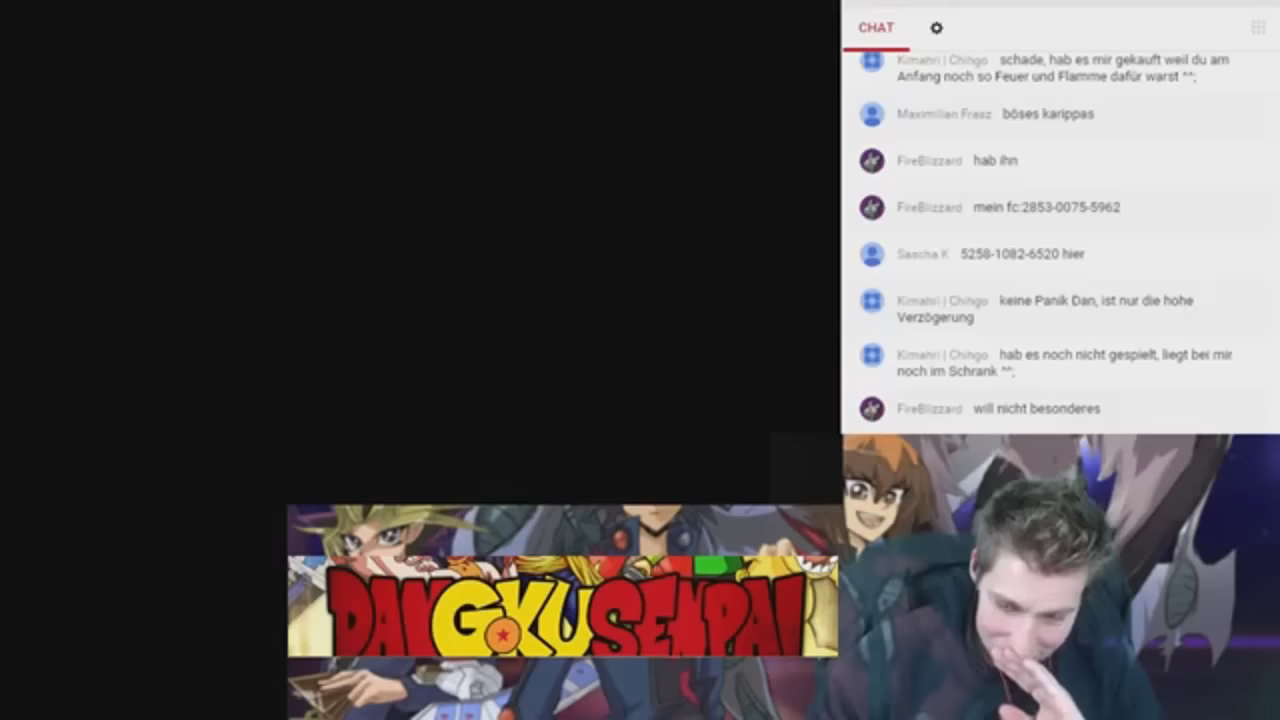 CHAT
Kimahri | Chihgo schade, hab es mir gekauft weil du am
Anfang noch so Feuer und Flamme dafür warst ^^;
Maximilian Frasz böses karippas
FireBlizzard hab ihn
FireBlizzard mein fc:2853-0075-5962
Sascha K 5258-1082-6520 hier
Kimahri | Chihgo keine Panik Dan, ist nur die hohe
Verzögerung
Kimahri | Chihgo hab es noch nicht gespielt, liegt bei mir
noch im Schrank ^^;
FireBlizzard will nicht besonderes
DANGOKUSENPAI